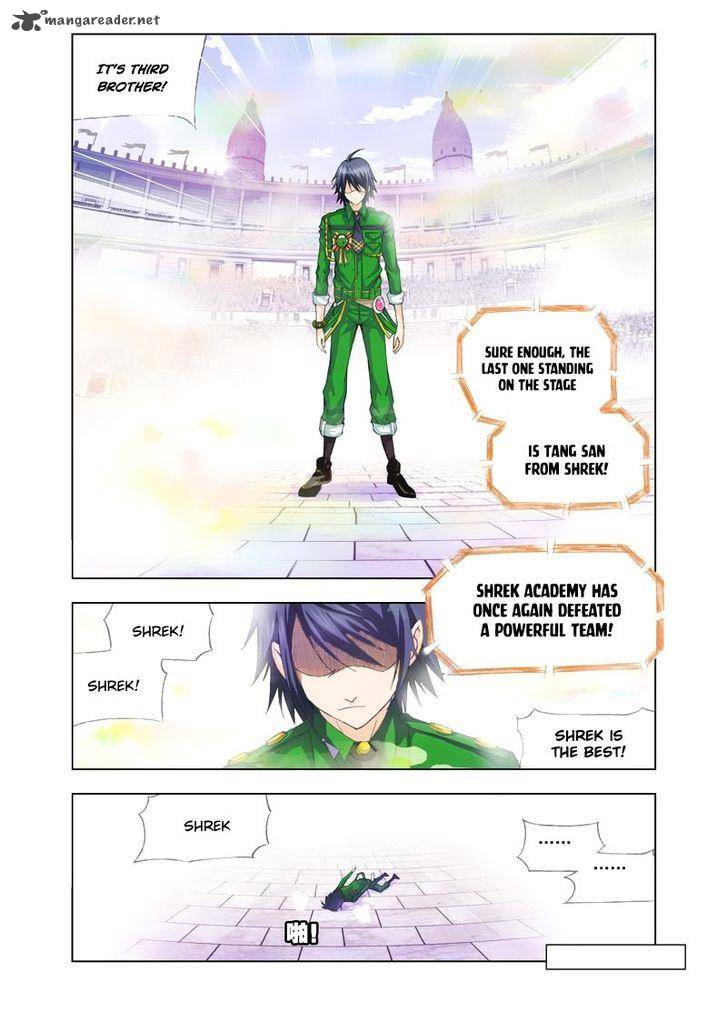 mangareader.net
IT'S THIRD
BROTHER!
SURE ENOUGH, THE
LAST ONE STANDING
ON THE STAGE
IS TANG SAN
FROM SHREK!
SHREK ACADEMY HAS
ONCE AGAIN DEFEATED
A POWERFUL TEAM!
SHREK!
SHREK!
SHREK IS
THE BEST!
SHREK
......
......
啪!